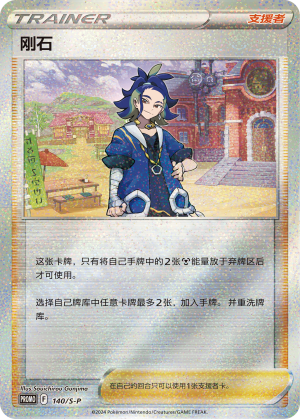 TRAINER 支援者
刚石
这张卡牌，只有将自己手牌中的2张能量放于弃牌区后
才可使用。
选择自己牌库中任意卡牌最多2张，加入手牌。并重洗牌
库。
Illus. Souichirou Gunjima
PROMO F 140/S-P
在自己的回合只可以使用1张支援者卡。
©2024 Pokémon/Nintendo/Creatures/GAME FREAK.